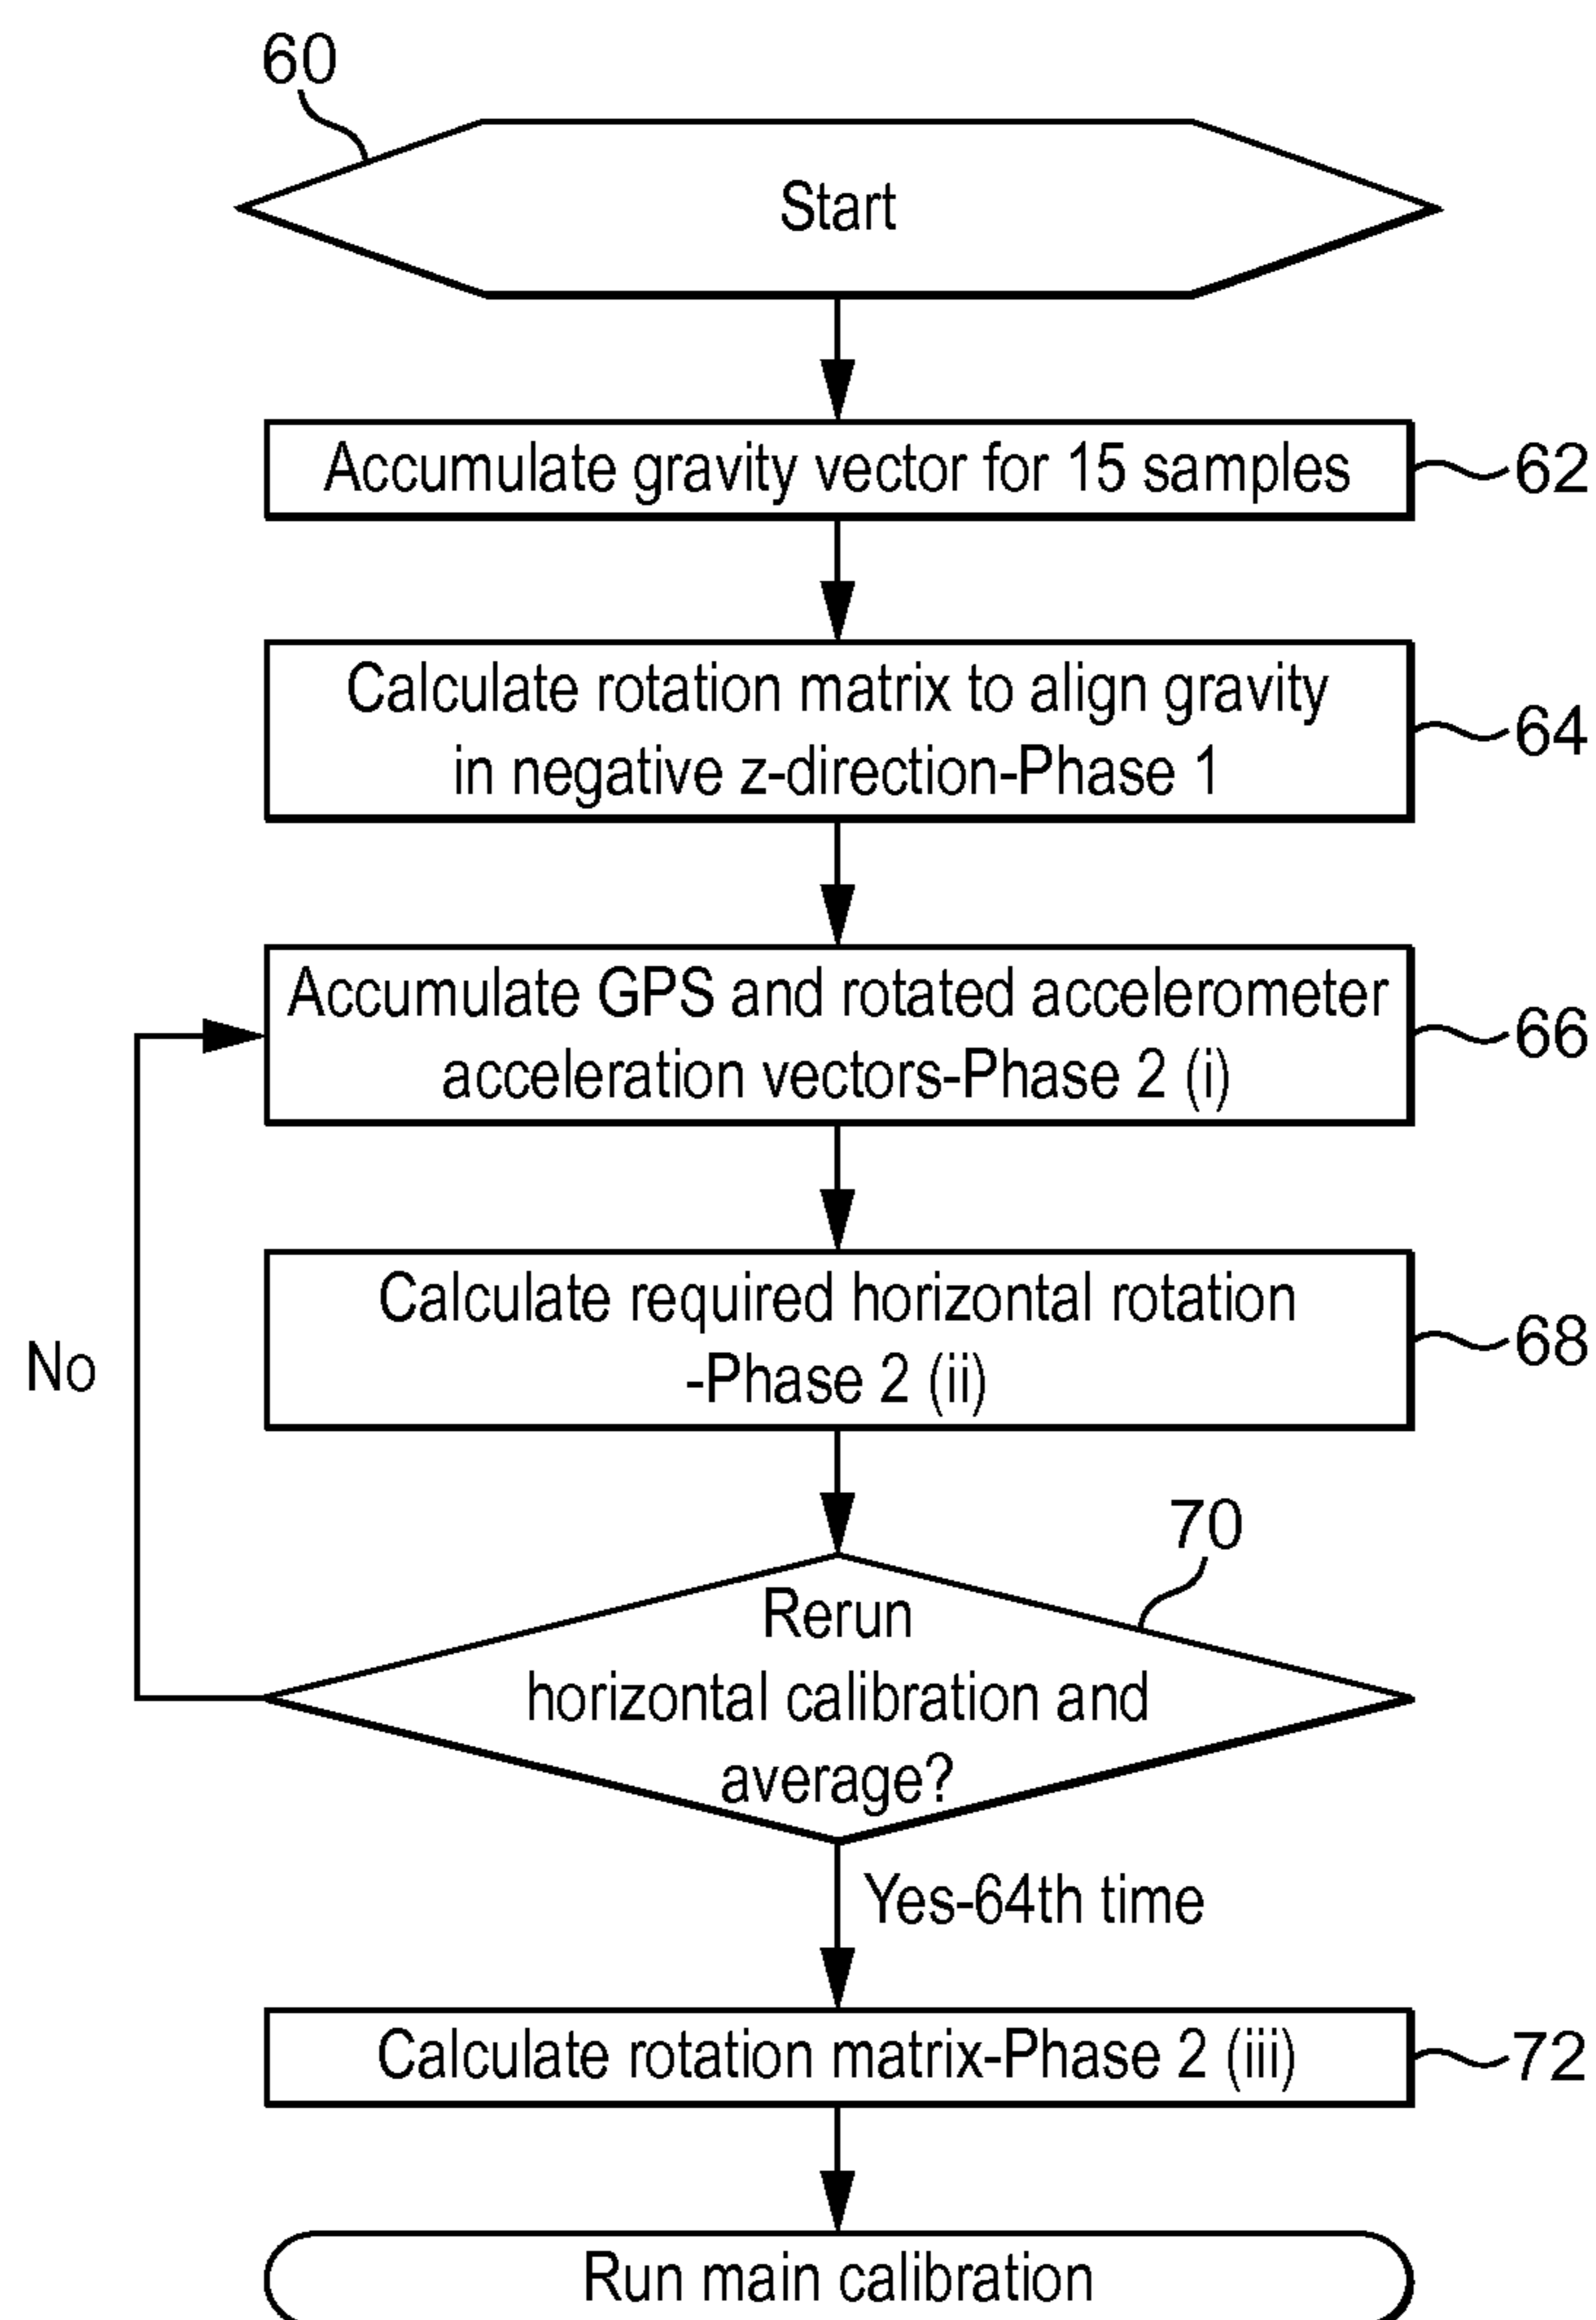 60
Start
Accumulate gravity vector for 15 samples
62
Calculate rotation matrix to align gravity
in negative z-direction-Phase 1
64
Accumulate GPS and rotated accelerometer
acceleration vectors-Phase 2 (i)
66
Calculate required horizontal rotation
-Phase 2 (ii)
68
No
70
Rerun
horizontal calibration and
average?
Yes-64th time
Calculate rotation matrix-Phase 2 (iii)
72
Run main calibration